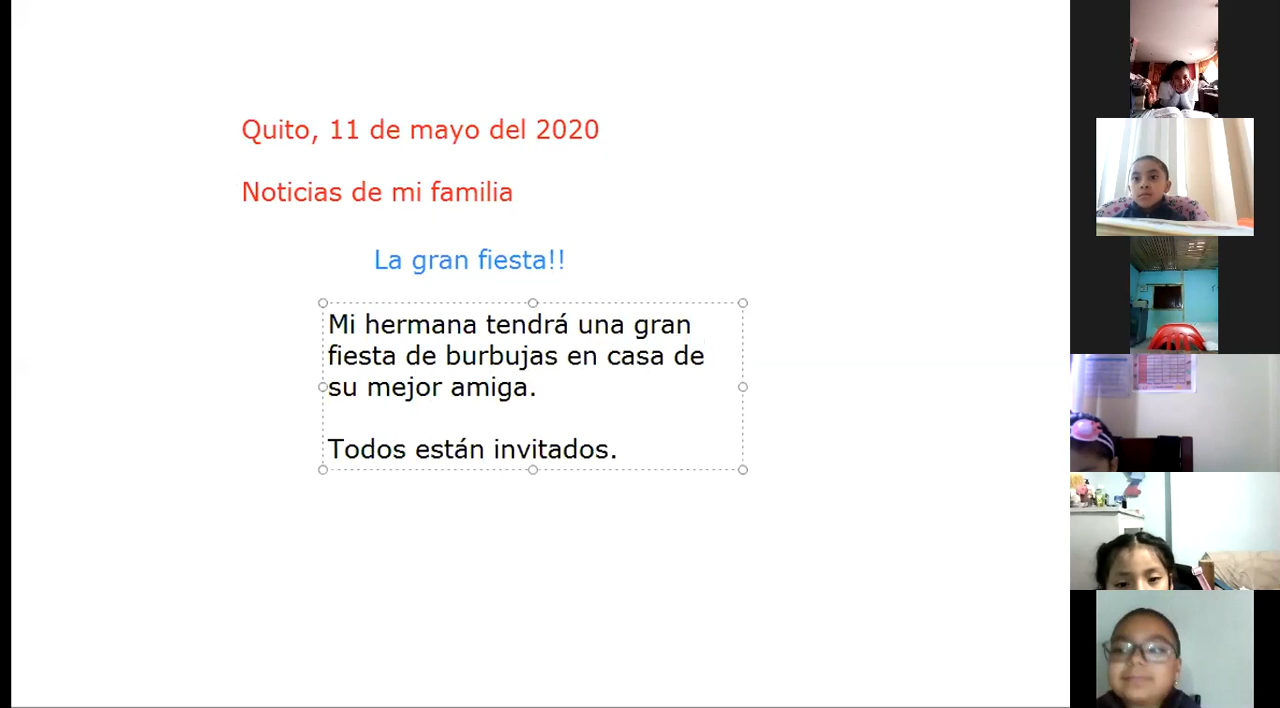 Quito, 11 de mayo del 2020
Noticias de mi familia
La gran fiesta!!
Mi hermana tendrá una gran
fiesta de burbujas en casa de
su mejor amiga.
Todos están invitados.